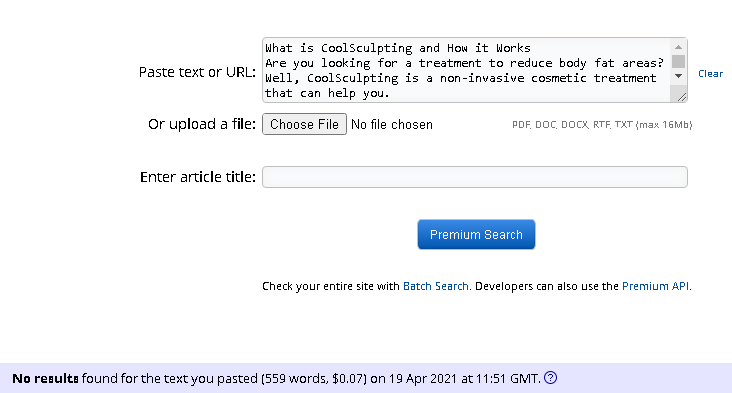 Paste text or URL:
What is CoolSculpting and How it Works
Are you looking for a treatment to reduce body fat areas?
Well, CoolSculpting is a non-invasive cosmetic treatment
that can help you.
Clear
Or upload a file: Choose File No file chosen PDF, DOC, DOCX, RTF, TXT (max 16Mb)
Enter article title:
Premium Search
Check your entire site with Batch Search. Developers can also use the Premium API.
No results found for the text you pasted (559 words, $0.07) on 19 Apr 2021 at 11:51 GMT. ?